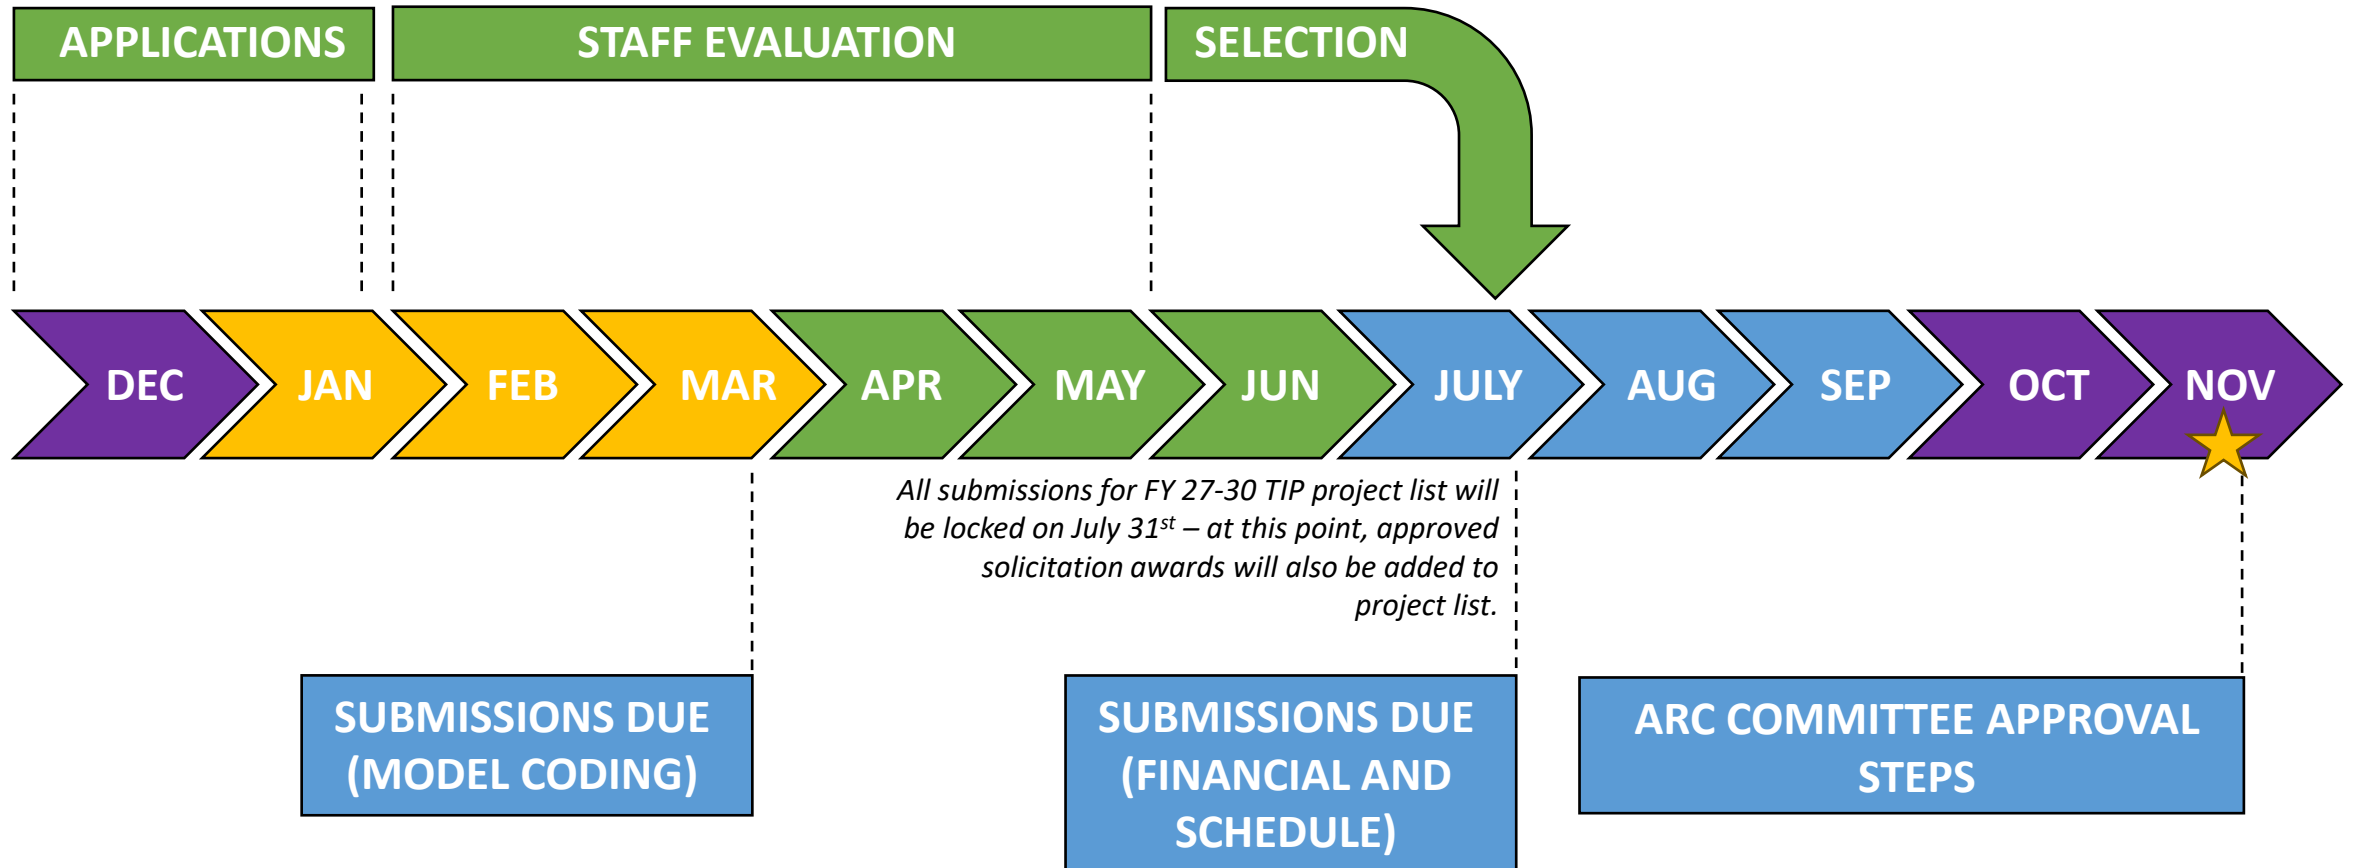 APPLICATIONS
STAFF EVALUATION
SELECTION
DEC
JAN
FEB
MAR
APR
MAY
JUN
JULY
AUG
SEP
OCT
NOV
All submissions for FY 27-30 TIP project list will
be locked on July 31st – at this point, approved
solicitation awards will also be added to
project list.
SUBMISSIONS DUE
(MODEL CODING)
SUBMISSIONS DUE
(FINANCIAL AND
SCHEDULE)
ARC COMMITTEE APPROVAL
STEPS